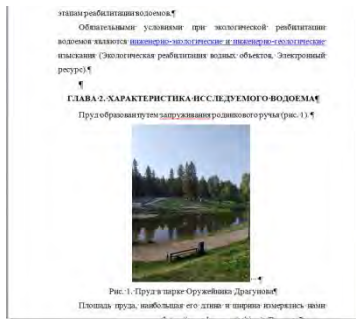 этапам реабилитации водоемов.¶
Обязательными условиями при экологической реабилитации
водоемов являются инженерно-экологические и инженерно-геологические
изыскания (Экологическая реабилитация водных объектов, Электронный
ресурс).¶
¶
ГЛАВА·2.·ХАРАКТЕРИСТИКА·ИССЛЕДУЕМОГО·ВОДОЕМА¶
Пруд образован путем запруживания родникового ручья (рис. 1).¶
¶
Рис. 1. Пруд в парке Оружейника Драгунова¶
Площадь пруда, наибольшая его длина и ширина измерялись нами